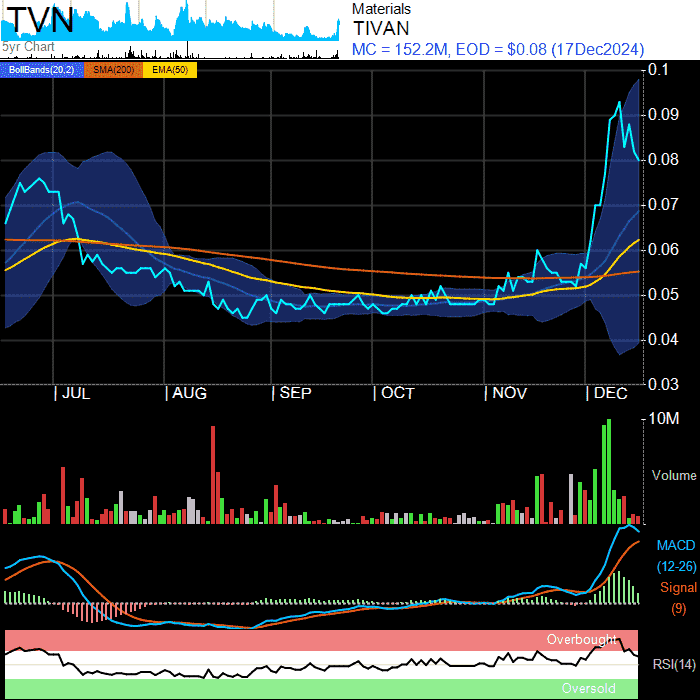 TVN
5yr Chart
Materials
TIVAN
MC = 152.2M, EOD = $0.08 (17Dec2024)
BollBands(20,2) SMA(200) EMA(50)
0.1
0.09
0.08
0.07
0.06
0.05
0.04
0.03
JUL AUG SEP OCT NOV DEC
10M
Volume
MACD
(12-26)
Signal
(9)
Overbought
RSI(14)
Oversold